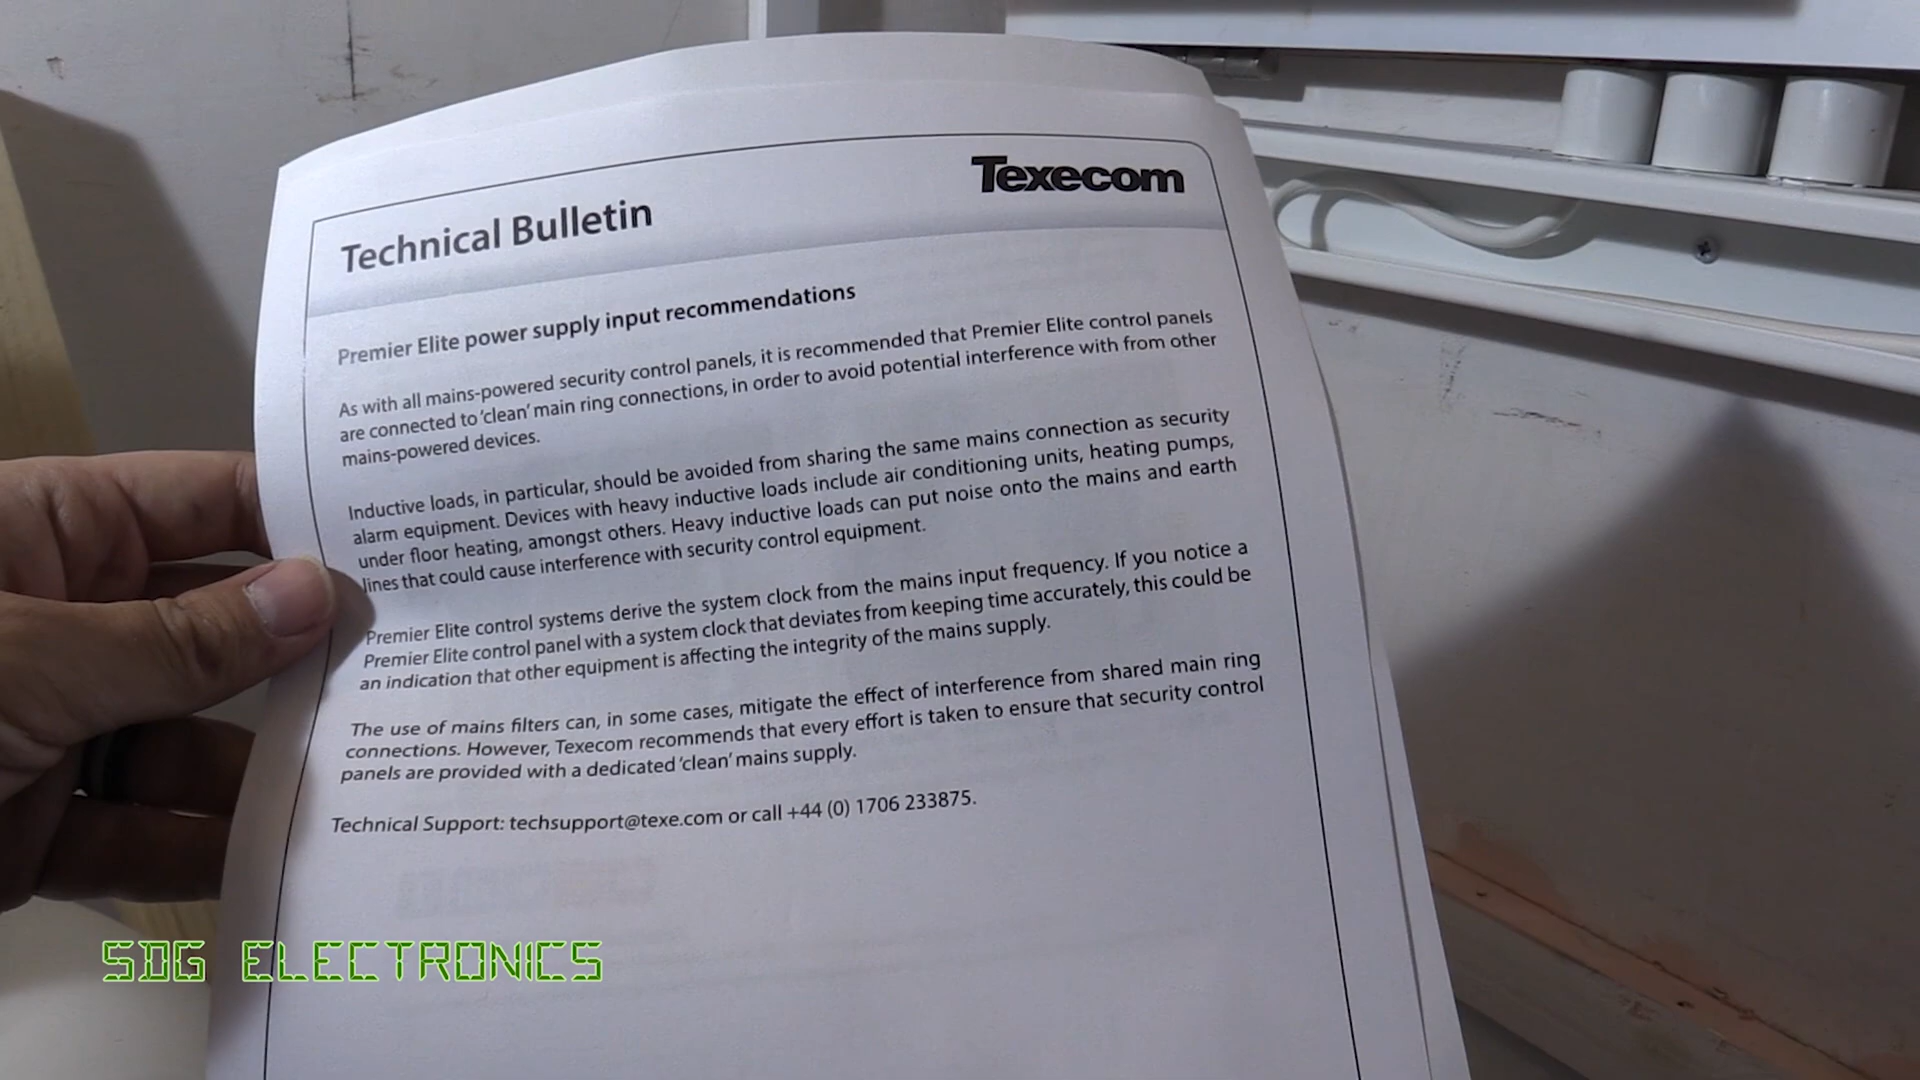 Texecom
Technical Bulletin
Premier Elite power supply input recommendations
As with all mains-powered security control panels, it is recommended that Premier Elite control panels
are connected to 'clean' main ring connections, in order to avoid potential interference with from other
mains-powered devices.
Inductive loads, in particular, should be avoided from sharing the same mains connection as security
alarm equipment. Devices with heavy inductive loads include air conditioning units, heating pumps,
under floor heating, amongst others. Heavy inductive loads can put noise onto the mains and earth
lines that could cause interference with security control equipment.
Premier Elite control systems derive the system clock from the mains input frequency. If you notice a
Premier Elite control panel with a system clock that deviates from keeping time accurately, this could be
an indication that other equipment is affecting the integrity of the mains supply.
The use of mains filters can, in some cases, mitigate the effect of interference from shared main ring
connections. However, Texecom recommends that every effort is taken to ensure that security control
panels are provided with a dedicated 'clean' mains supply.
Technical Support: techsupport@texe.com or call +44 (0) 1706 233875.
SDG ELECTRONICS